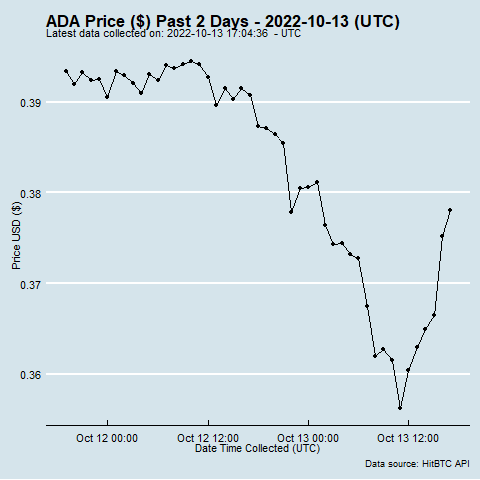 ADA Price ($) Past 2 Days - 2022-10-13 (UTC)
Latest data collected on: 2022-10-13 17:04:36 - UTC
0.39
0.38
0.37
0.36
Price USD ($)
Oct 12 00:00 Oct 12 12:00 Oct 13 00:00 Oct 13 12:00
Date Time Collected (UTC)
Data source: HitBTC API